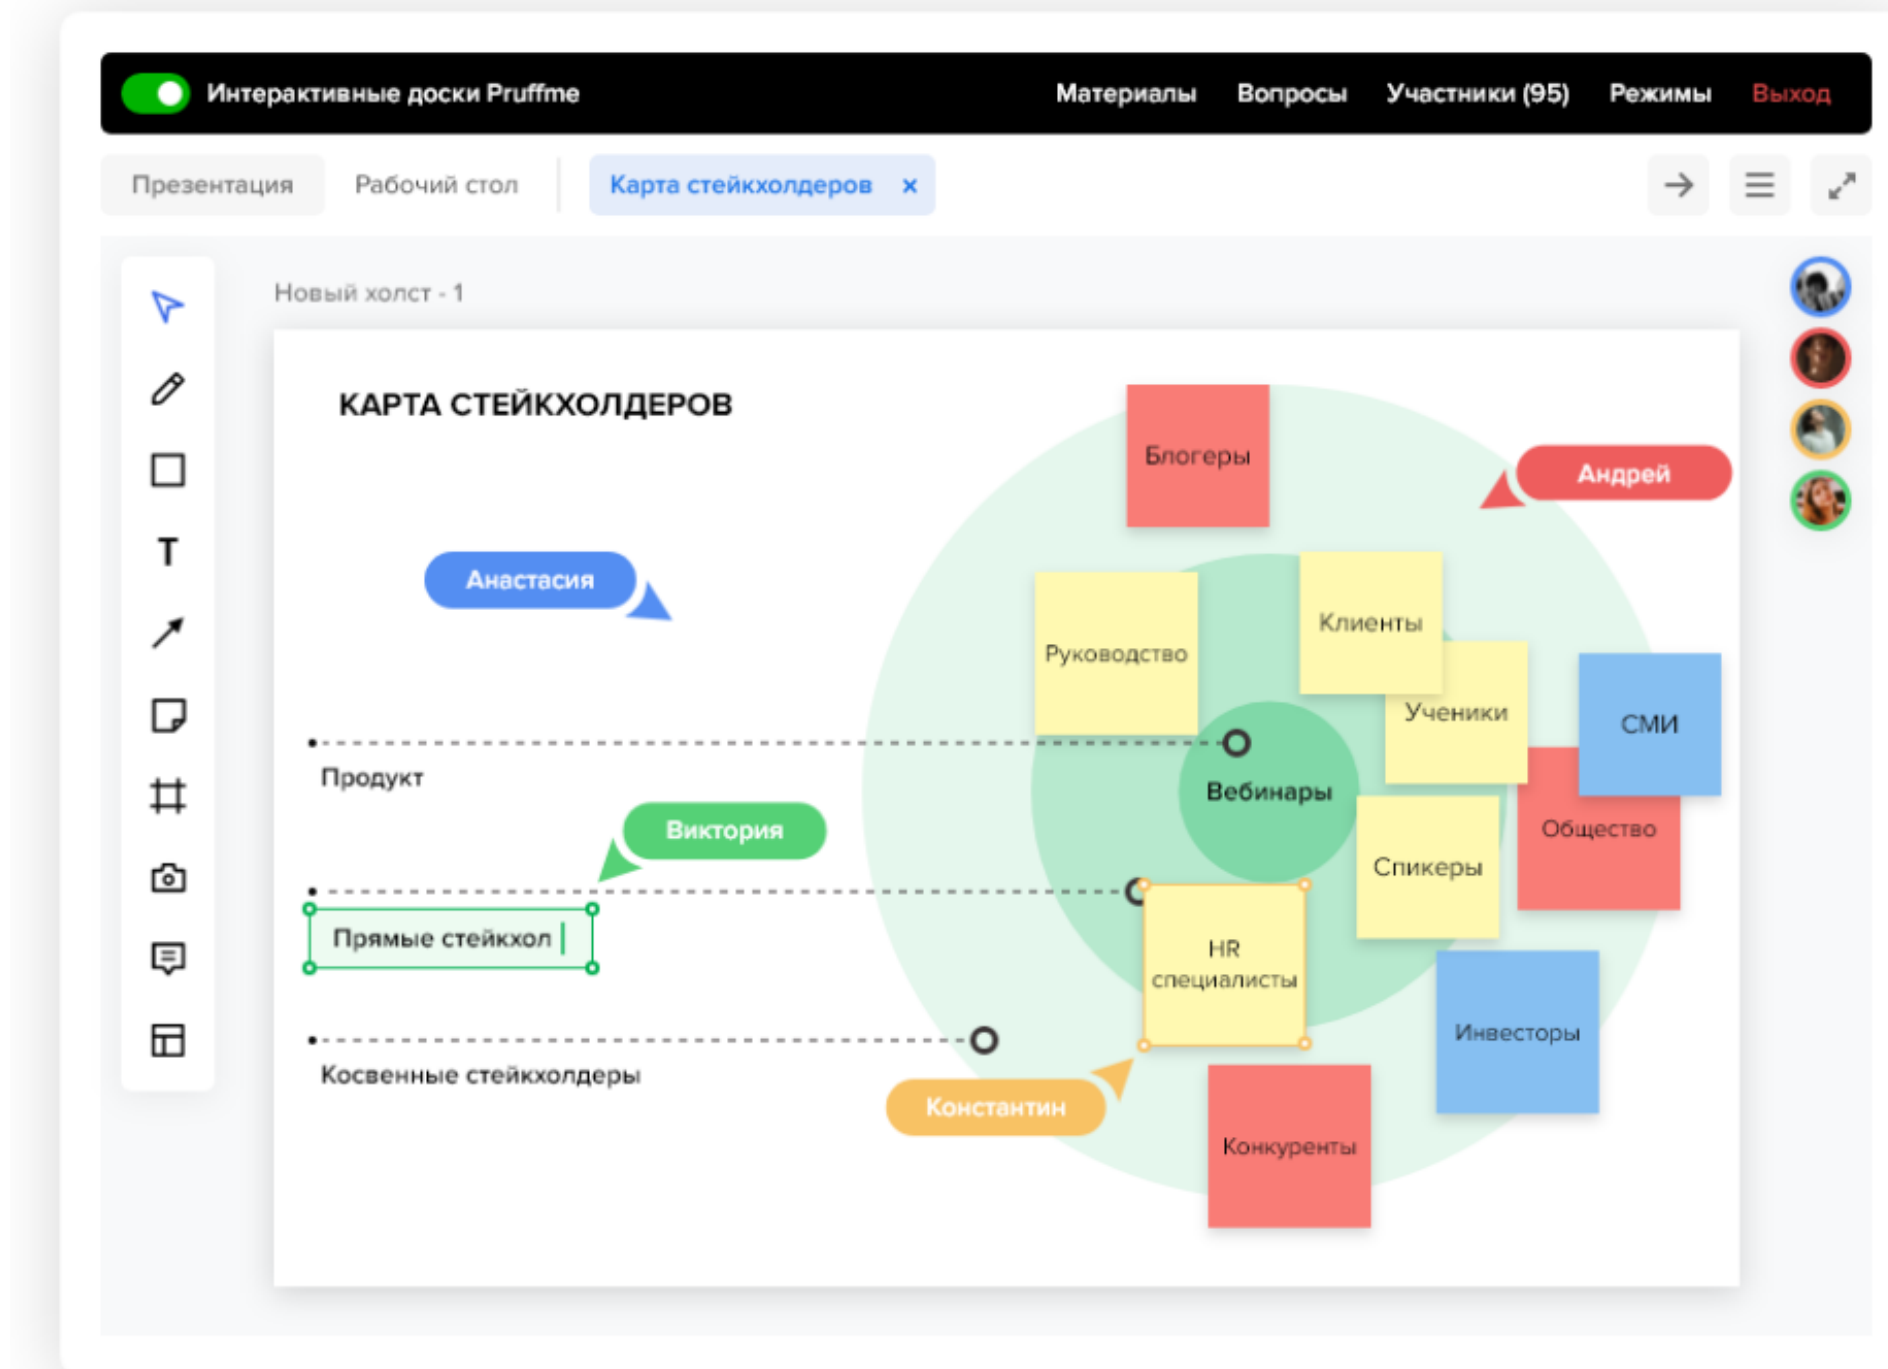 Интерактивные доски Pruffme
Материалы
Вопросы
Участники (95)
Режимы
Выход
Презентация
Рабочий стол
Карта стейкхолдеров
Новый холст - 1
КАРТА СТЕЙКХОЛДЕРОВ
Блогеры
Андрей
Анастасия
Клиенты
Руководство
Ученики
СМИ
Продукт
Вебинары
Виктория
Общество
Спикеры
Прямые стейкхол
HR
специалисты
Инвесторы
Косвенные стейкхолдеры
Константин
Конкуренты